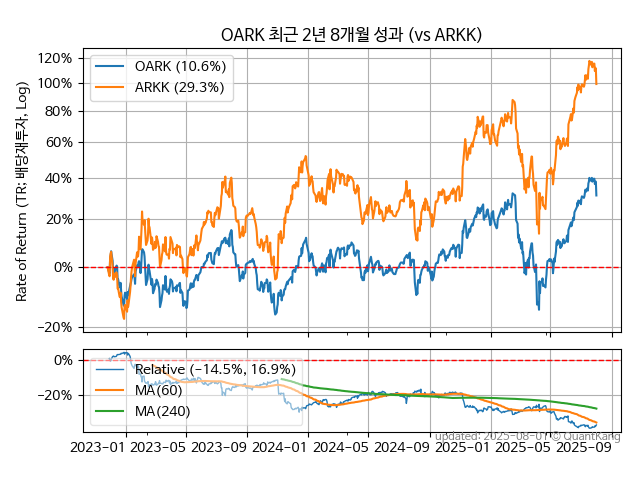 OARK 최근 2년 8개월 성과 (vs ARKK)
120%
100%
80%
60%
40%
20%
0%
−20%
Rate of Return (TR: 배당재투자, Log)
OARK (10.6%)
ARKK (29.3%)
0%
−20%
Relative (−14.5%, 16.9%)
MA(60)
MA(240)
updated: 2025-08-07 © QuantKang
2023−01
2023−05
2023−09
2024−01
2024−05
2024−09
2025−01
2025−05
2025−09